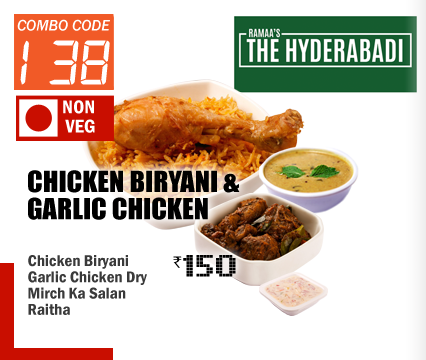 COMBO CODE
138
NON
VEG
RAMAA'S
THE HYDERABADI
CHICKEN BIRYANI &
GARLIC CHICKEN
Chicken Biryani
Garlic Chicken Dry
Mirch Ka Salan
Raitha
₹150